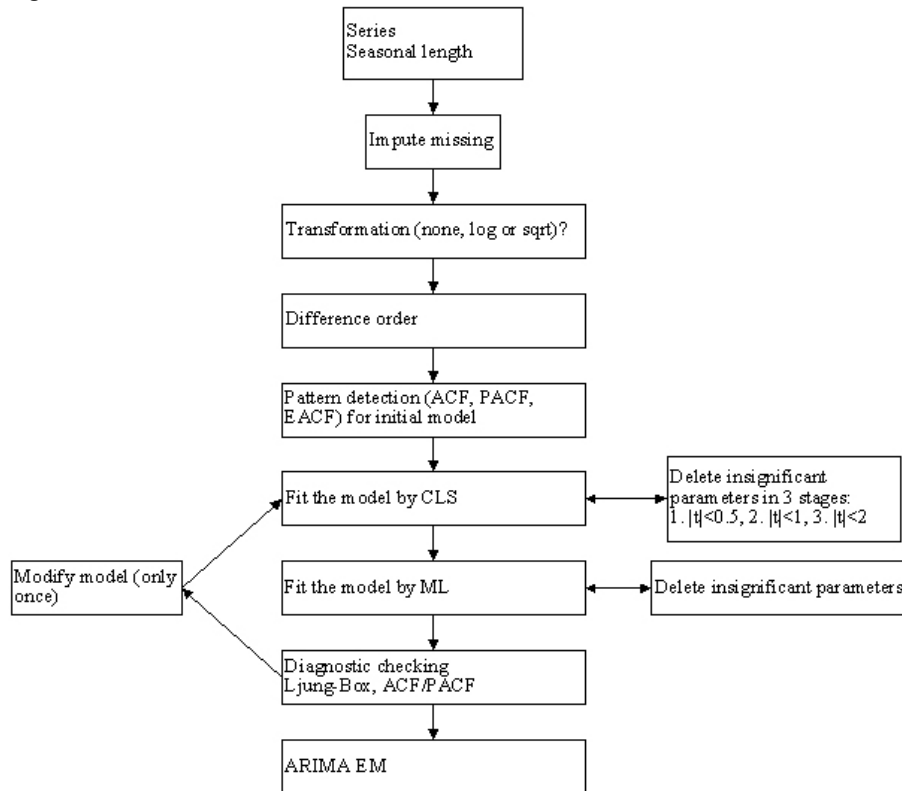 Series
Seasonal length
Impute missing
Transformation (none, log or sqrt)?
Difference order
Pattern detection (ACF, PACF,
EACF) for initial model
Fit the model by CLS
Delete insignificant
parameters in 3 stages:
1. |t|<0.5, 2. |t|<1, 3. |t|<2
Modify model (only
once)
Fit the model by ML
Delete insignificant parameters
Diagnostic checking
Ljung-Box, ACF/PACF
ARIMA EM